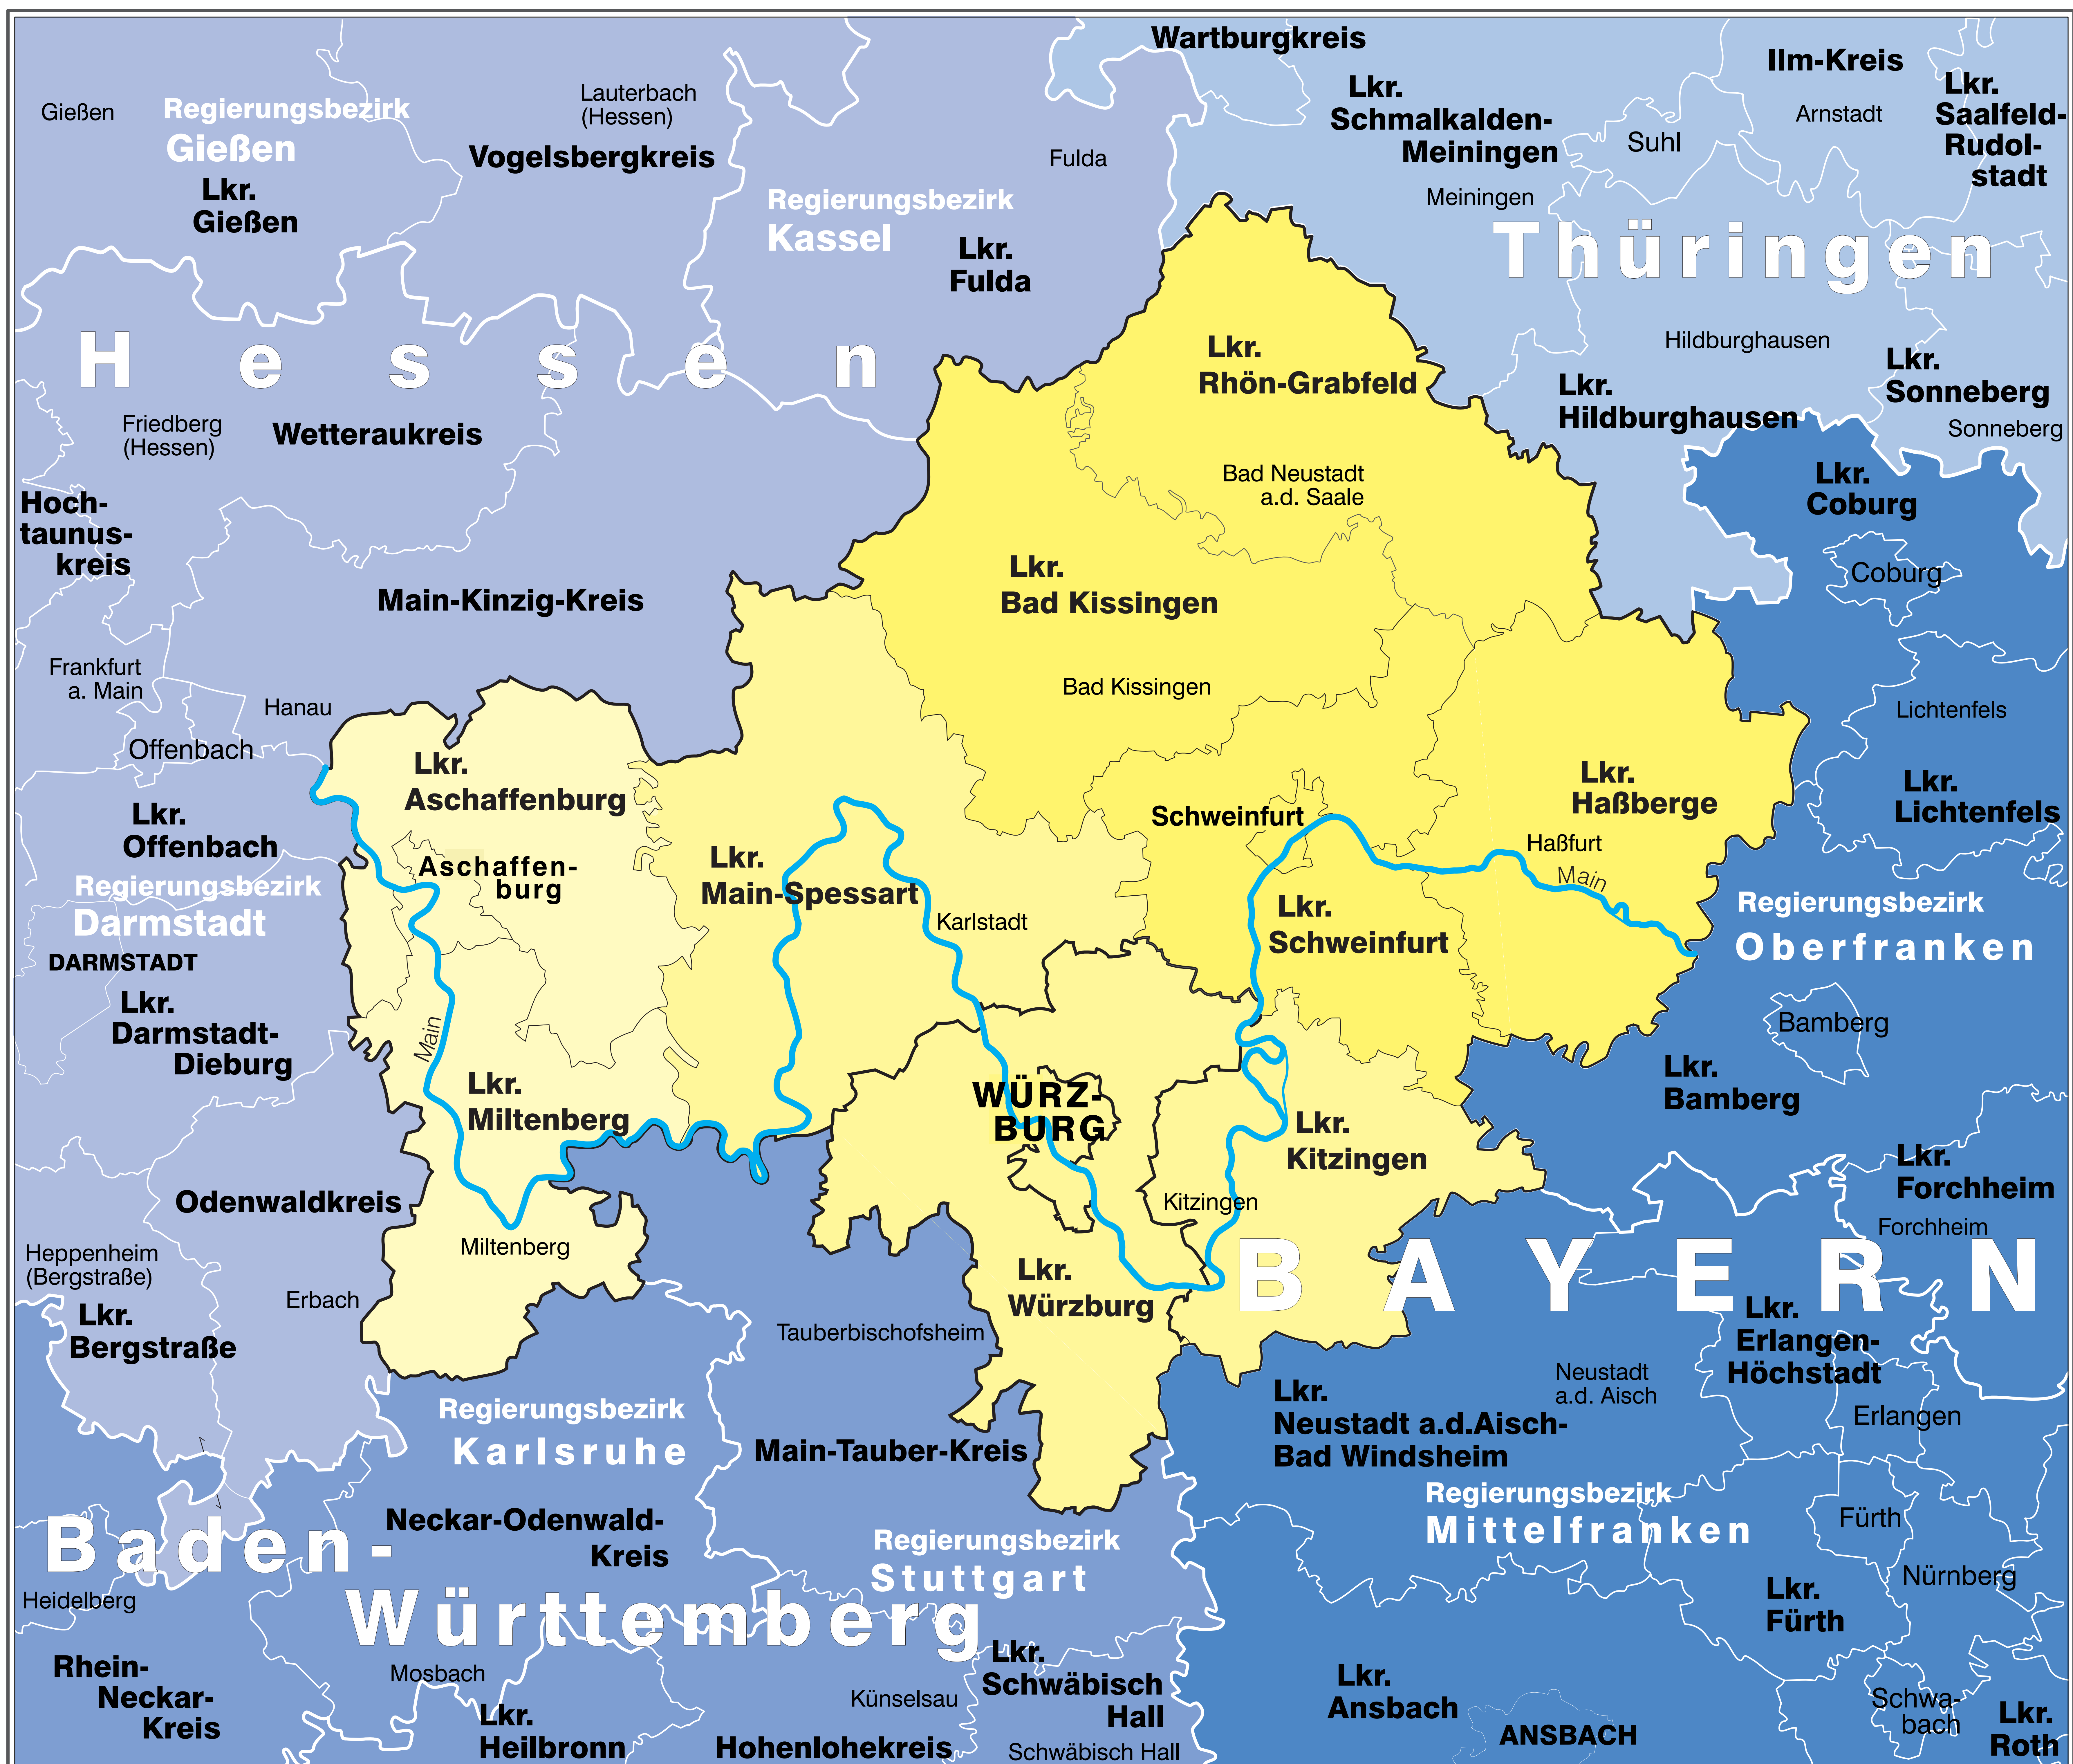 Wartburgkreis
Ilm-Kreis
Lkr.
Schmalkalden-
Meiningen
Lkr.
Saalfeld-
Rudol-
stadt
Arnstadt
Suhl
Meiningen
Thüringen
Gießen
Regierungsbezirk
Gießen
Lkr.
Gießen
Lauterbach
(Hessen)
Vogelsbergkreis
Fulda
Regierungsbezirk
Kassel
Lkr.
Fulda
Hessen
Friedberg
(Hessen)
Wetteraukreis
Hoch-
taunus-
kreis
Main-Kinzig-Kreis
Lkr.
Rhön-Grabfeld
Bad Neustadt
a.d. Saale
Hildburghausen
Lkr.
Hildburghausen
Lkr.
Sonneberg
Sonneberg
Lkr.
Coburg
Coburg
Lkr.
Bad Kissingen
Bad Kissingen
Frankfurt
a. Main
Hanau
Offenbach
Lkr.
Offenbach
Regierungsbezirk
Darmstadt
DARMSTADT
Lkr.
Darmstadt-
Dieburg
Lkr.
Aschaffenburg
Aschaffen-
burg
Lkr.
Main-Spessart
Karlstadt
Schweinfurt
Lkr.
Schweinfurt
Lkr.
Haßberge
Haßfurt
Main
Lichtenfels
Lkr.
Lichtenfels
Regierungsbezirk
Oberfranken
Bamberg
Lkr.
Bamberg
Main
Lkr.
Miltenberg
Miltenberg
WÜRZ-
BURG
Lkr.
Kitzingen
Kitzingen
Lkr.
Würzburg
Lkr.
Forchheim
Forchheim
BAYERN
Odenwaldkreis
Heppenheim
(Bergstraße)
Lkr.
Bergstraße
Erbach
Tauberbischofsheim
Regierungsbezirk
Karlsruhe
Main-Tauber-Kreis
Lkr.
Erlangen-
Höchstadt
Neustadt
a.d. Aisch
Erlangen
Lkr.
Neustadt a.d.Aisch-
Bad Windsheim
Regierungsbezirk
Mittelfranken
Fürth
Nürnberg
Lkr.
Fürth
Baden-
Württemberg
Neckar-Odenwald-
Kreis
Regierungsbezirk
Stuttgart
Heidelberg
Rhein-
Neckar-
Kreis
Mosbach
Lkr.
Heilbronn
Künselsau
Hohenlohekreis
Lkr.
Schwäbisch
Hall
Schwäbisch Hall
Lkr.
Ansbach
ANSBACH
Schwa-
bach
Lkr.
Roth